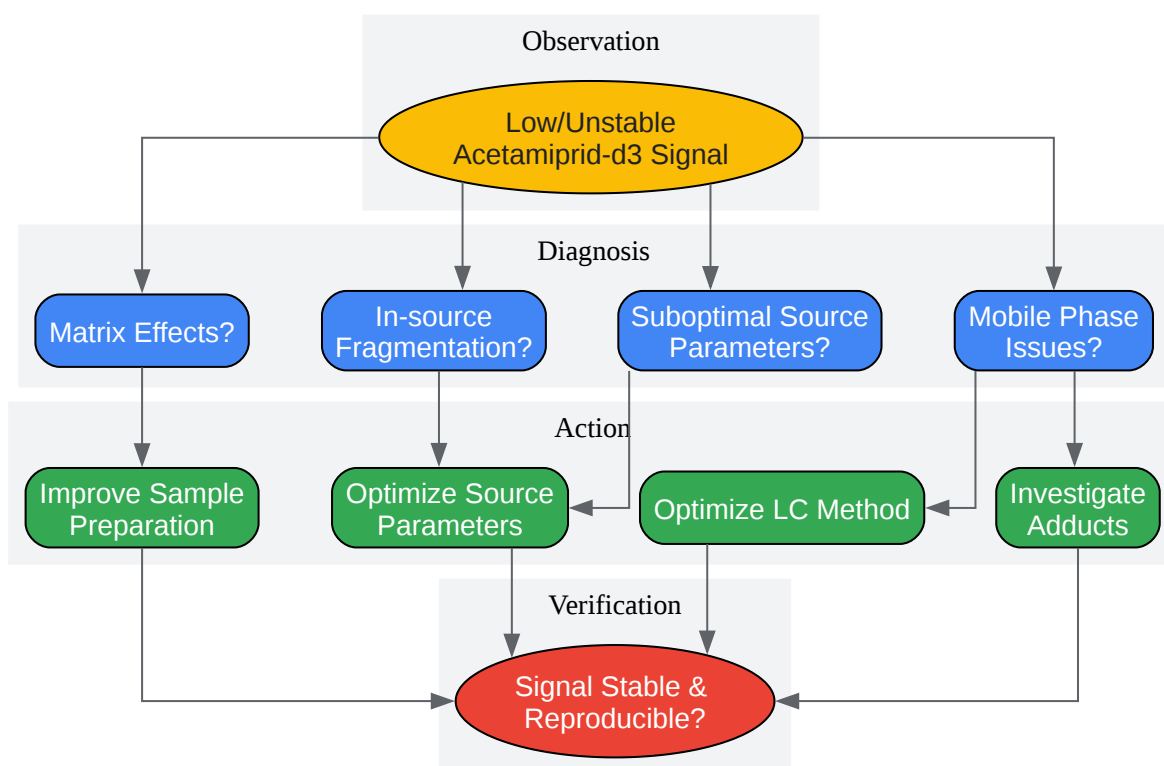 Observation
Low/Unstable
Acetamiprid-d3 Signal
Diagnosis
Matrix Effects?
In-source
Fragmentation?
Suboptimal Source
Parameters?
Mobile Phase
Issues?
Action
Improve Sample
Preparation
Optimize Source
Parameters
Optimize LC Method
Investigate
Adducts
Verification
Signal Stable &
Reproducible?